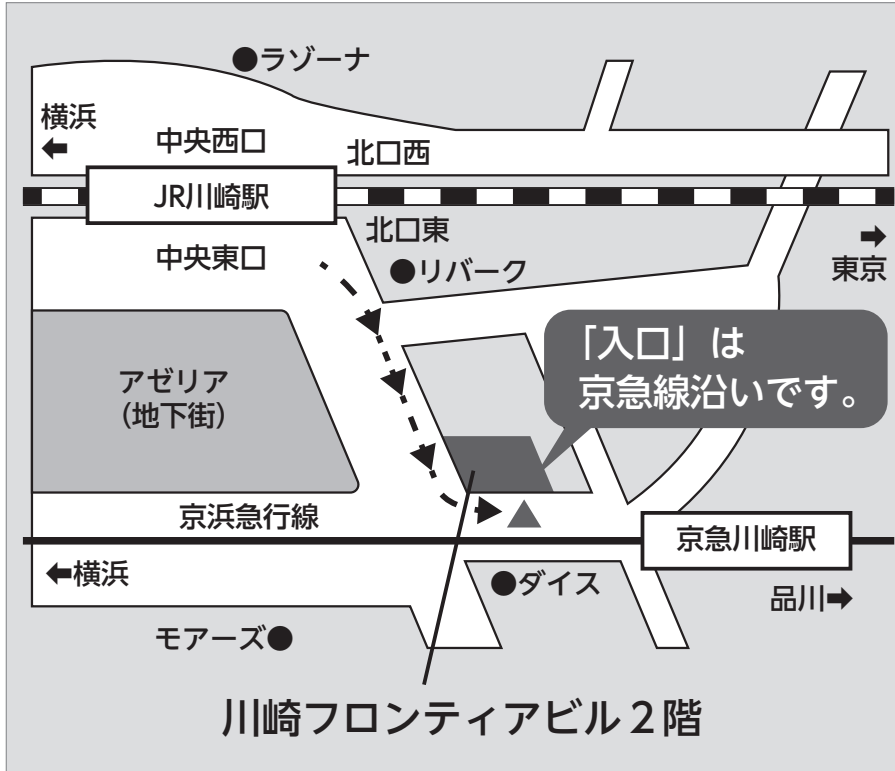 ●ラゾーナ
横浜
←
中央西口
北口西
JR川崎駅
北口東
中央東口
●リバーク
→
東京
「入口」は
京急線沿いです。
アゼリア
（地下街）
京浜急行線
京急川崎駅
←横浜
●ダイス
品川→
モアーズ●
川崎フロンティアビル２階